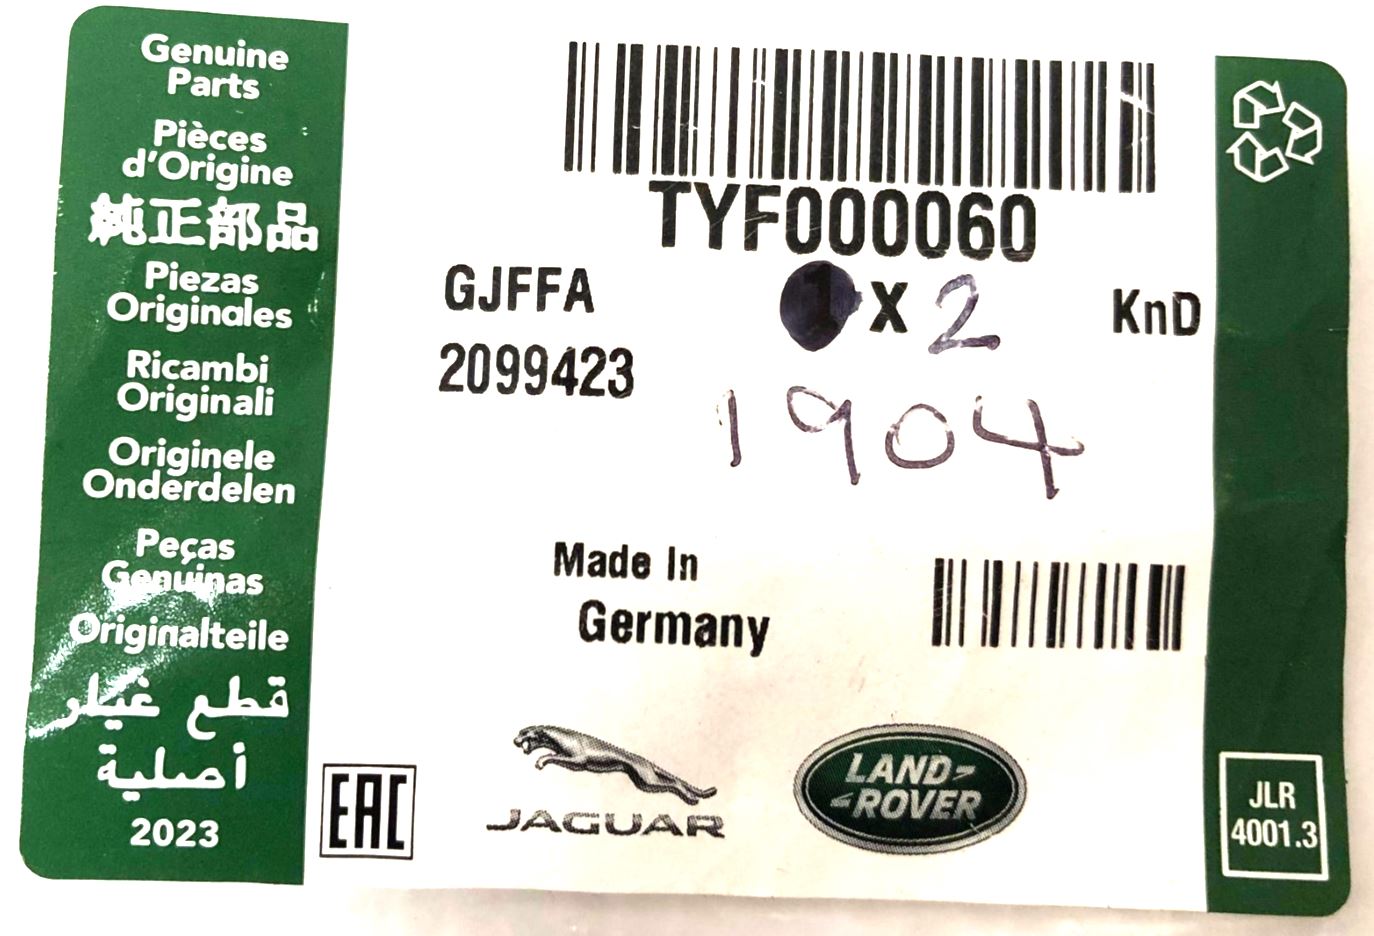 Genuine
Parts
Pièces
d'Origine
純正部品
Piezas
Originales
Ricambi
Originali
Originele
Onderdelen
Peças
Genuinas
Originalteile
قطع غيار
أصلية
2023
TYF000060
GJFFA
1 X 2
KnD
2099423
1904
Made In
Germany
EAC
JAGUAR
LAND-
-ROVER
JLR
4001.3